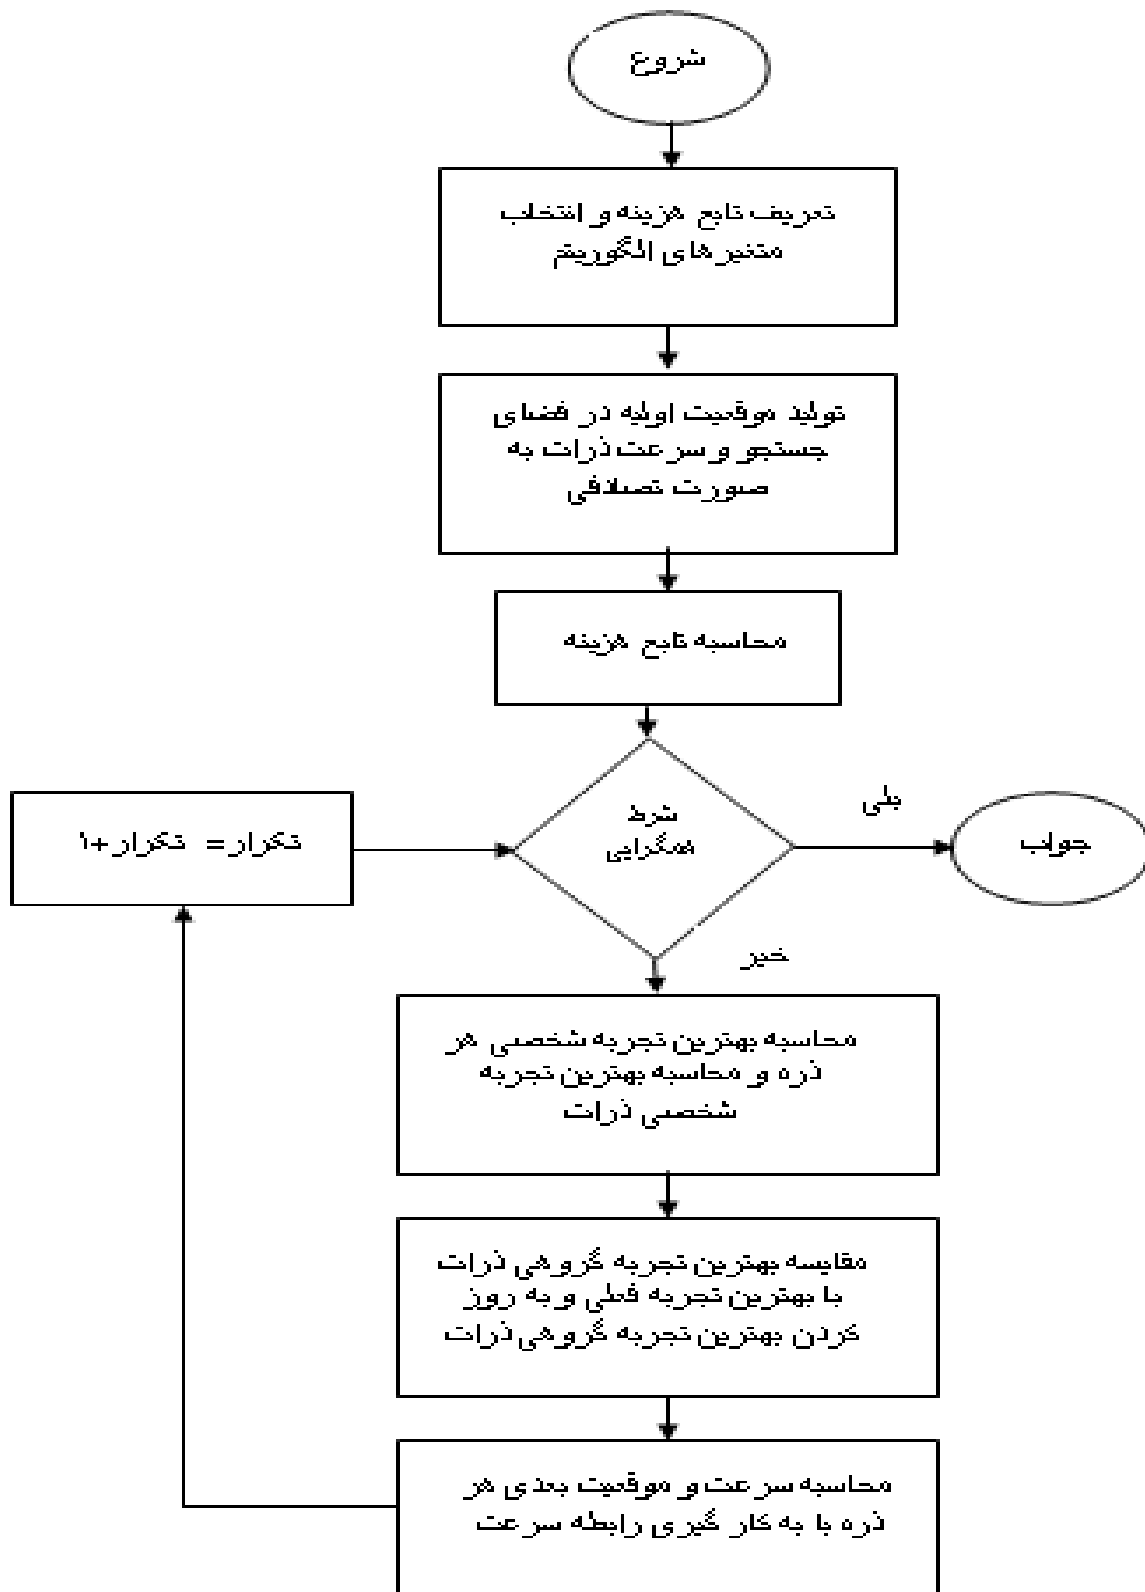 شروع
تعریف تابع هزینه و انتخاب
متغیرهای الگوریتم
تولید موقعیت اولیه در فضای
جستجو و سرعت ذرات به
صورت تصادفی
محاسبه تابع هزینه
شرط
همگرایی
بلی
جواب
تکرار = تکرار +۱
خیر
محاسبه بهترین تجربه شخصی هر
ذره و محاسبه بهترین تجربه
شخصی ذرات
مقایسه بهترین تجربه گروهی ذرات
با بهترین تجربه فعلی و به روز
کردن بهترین تجربه گروهی ذرات
محاسبه سرعت و موقعیت بعدی هر
ذره با به کار گیری رابطه سرعت